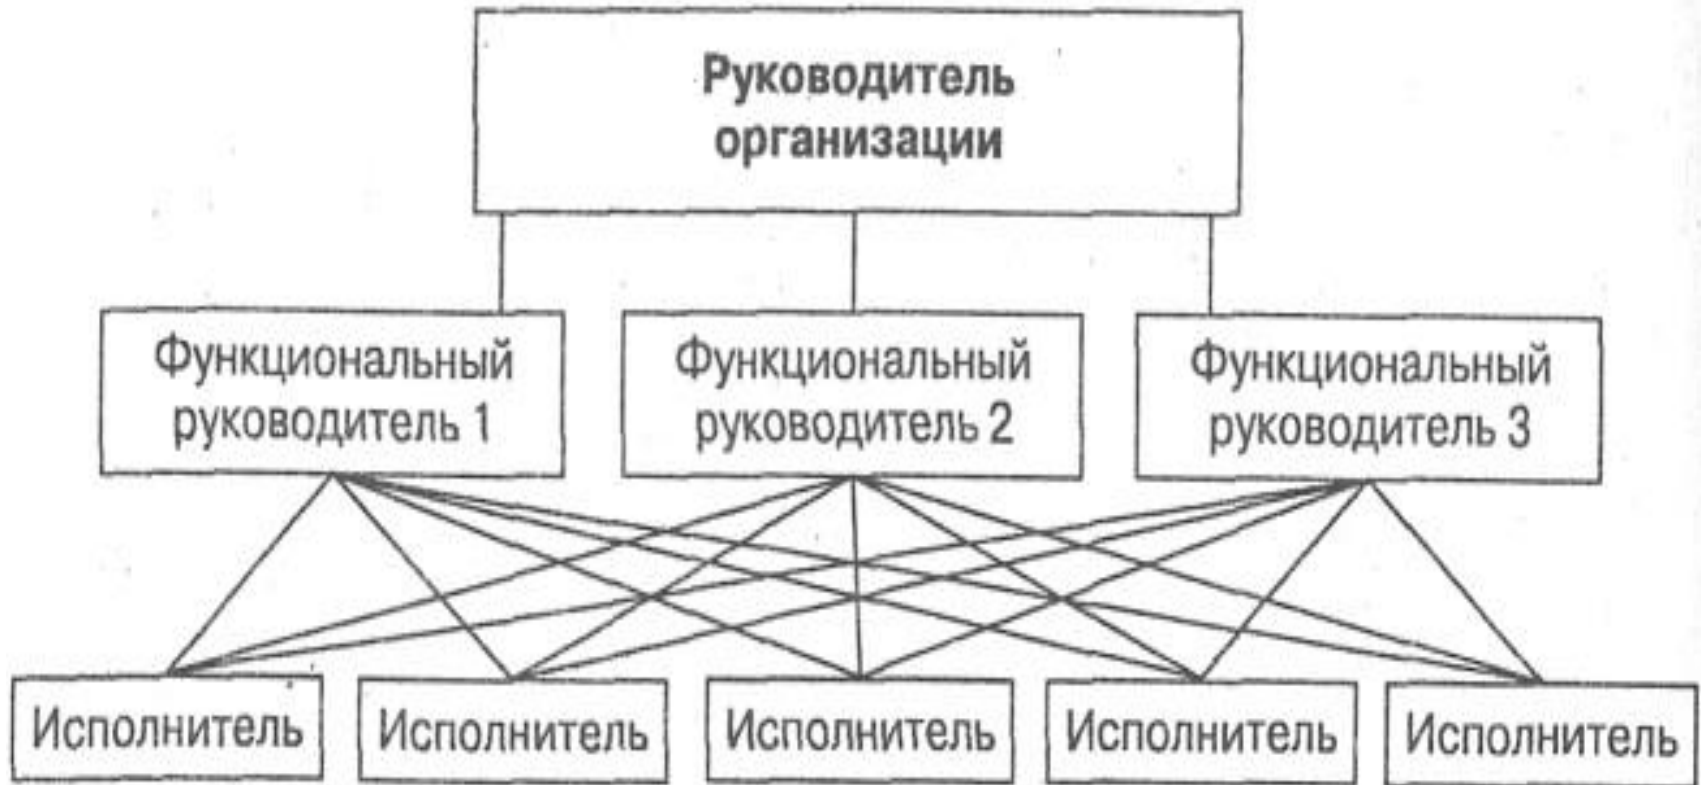 Руководитель
организации
Функциональный
руководитель 1
Функциональный
руководитель 2
Функциональный
руководитель 3
Исполнитель
Исполнитель
Исполнитель
Исполнитель
Исполнитель